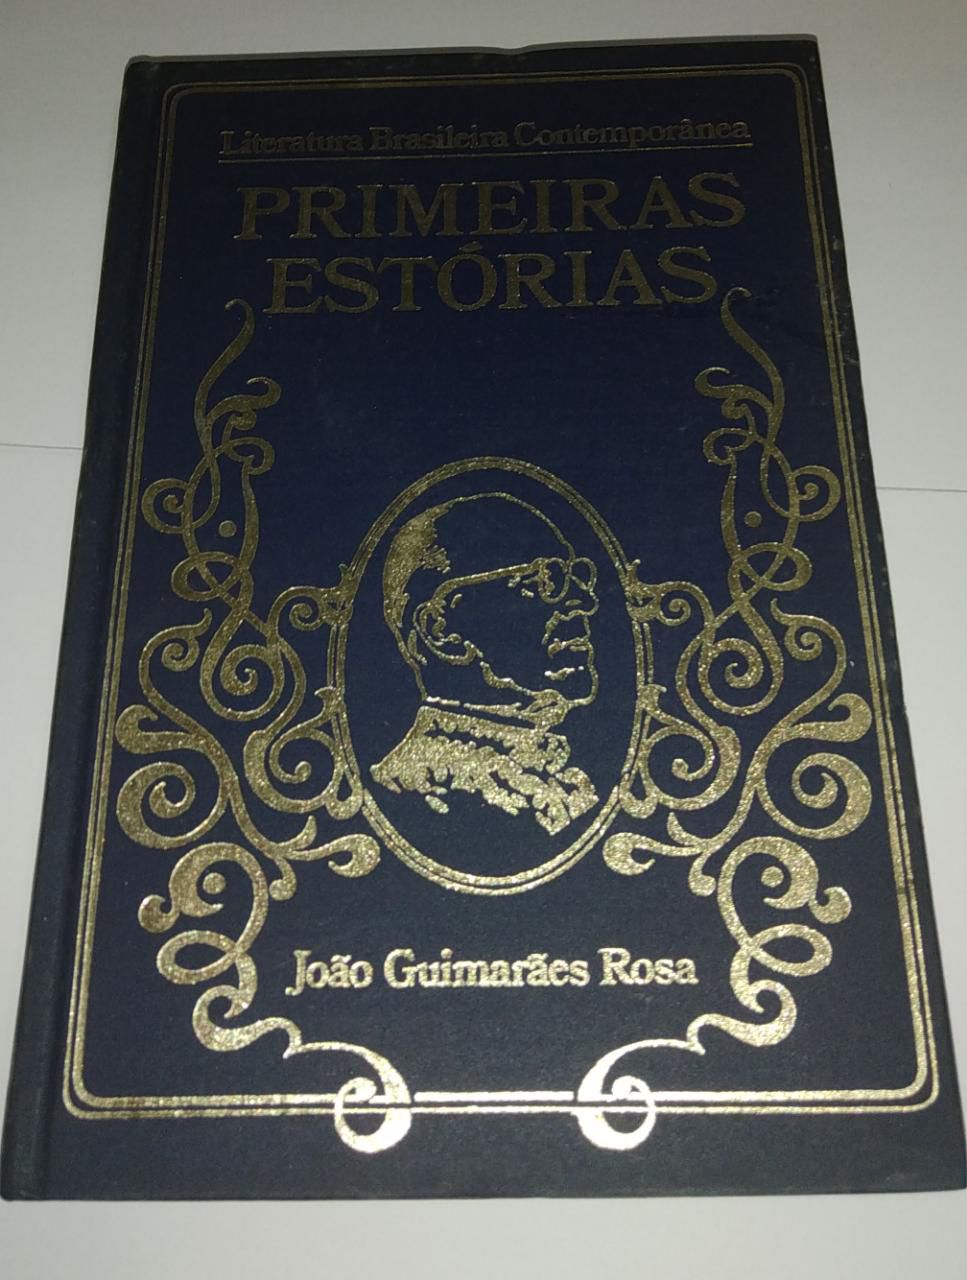 Literatura Brasileira Contemporânea
PRIMEIRAS
ESTÓRIAS
João Guimarães Rosa